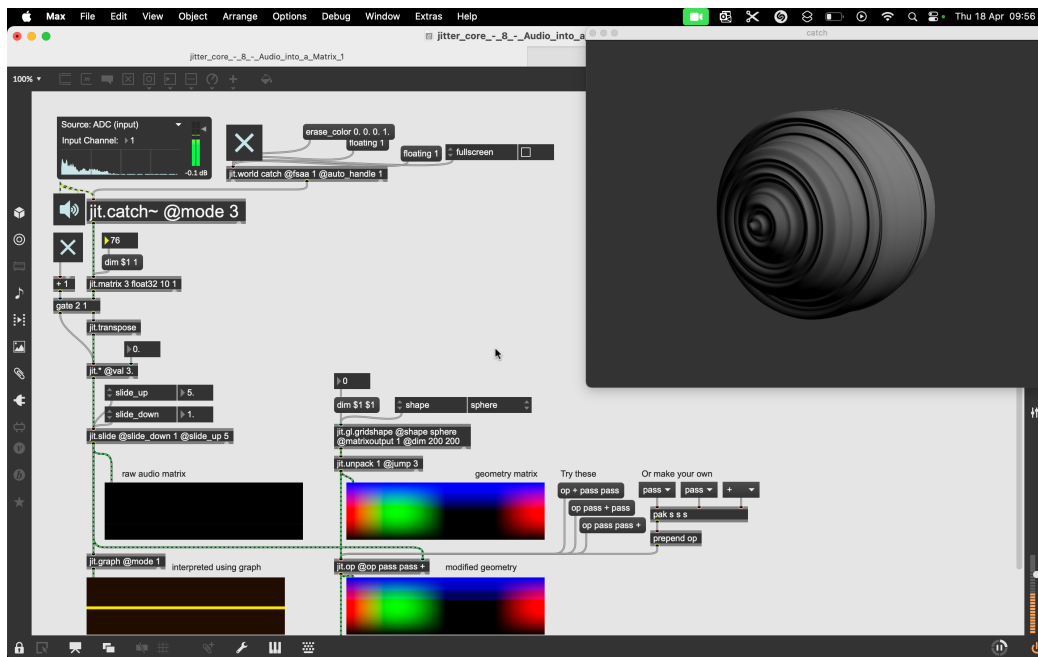 Max File Edit View Object Arrange Options Debug Window Extras Help
Thu 18 Apr 09:56
jitter_core_-_8_-_Audio_into_a
catch
jitter_core_-_8_-_Audio_into_a_Matrix_1
100%
Source: ADC (input)
Input Channel: 1
-0.1 dB
erase_color 0. 0. 0. 1.
floating 1
floating 1
fullscreen
jit.world catch @fsaa 1 @auto_handle 1
jit.catch~ @mode 3
76
dim $1 1
+ 1
jit.matrix 3 float32 10 1
gate 2 1
jit.transpose
0.
jit.* @val 3.
slide_up 5.
slide_down 1.
jit.slide @slide_down 1 @slide_up 5
0
dim $1 $1
shape sphere
jit.gl.gridshape @shape sphere
@matrixoutput 1 @dim 200 200
jit.unpack 1 @jump 3
raw audio matrix
geometry matrix
Try these
Or make your own
op + pass pass
op pass + pass
op pass pass +
pass pass +
pak s s s
prepend op
jit.graph @mode 1
interpreted using graph
jit.op @op pass pass +
modified geometry